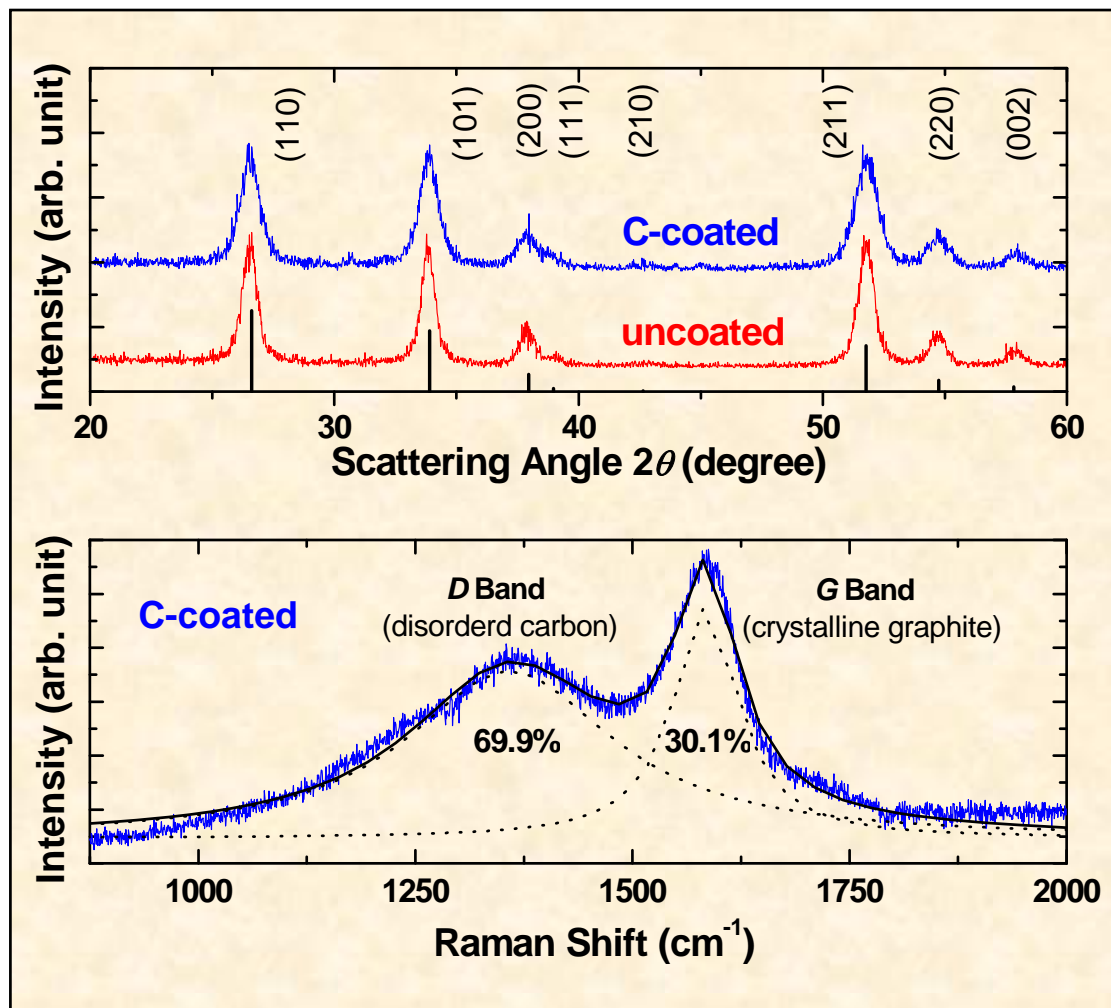 Intensity (arb. unit)
(110)
(101)
(200)
(111)
(210)
(211)
(220)
(002)
C-coated
uncoated
20 30 40 50 60
Scattering Angle 2θ (degree)
Intensity (arb. unit)
C-coated
D Band
(disorderd carbon)
G Band
(crystalline graphite)
69.9%
30.1%
1000 1250 1500 1750 2000
Raman Shift (cm⁻¹)